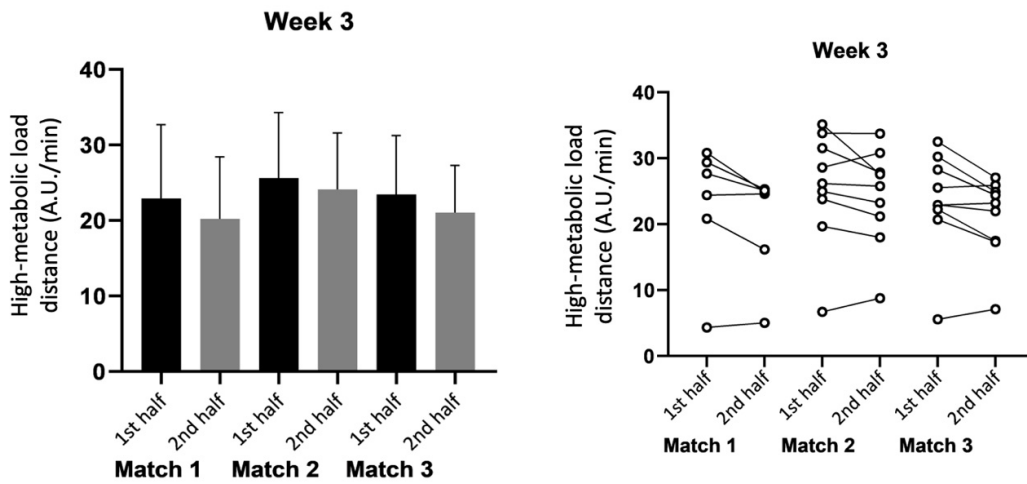 Week 3
High-metabolic load
distance (A.U./min)
40
30
20
10
0
1st half
2nd half
1st half
2nd half
1st half
2nd half
Match 1
Match 2
Match 3
Week 3
High-metabolic load
distance (A.U./min)
40
30
20
10
0
1st half
2nd half
1st half
2nd half
1st half
2nd half
Match 1
Match 2
Match 3